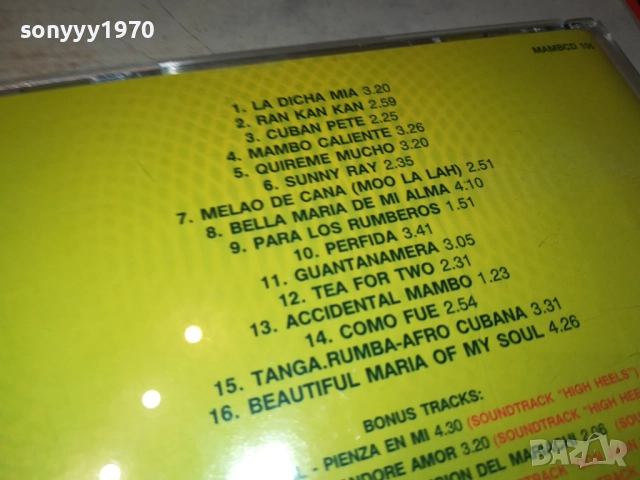 sonyyy1970
MAMBCD
1. LA DICHA MIA 3.20
2. RAN KAN KAN 2.59
3. CUBAN PETE 2.25
4. MAMBO CALIENTE 3.26
5. QUIREME MUCHO 3.20
6. SUNNY RAY 2.35
7. MELAO DE CANA (MOO LA LAH) 2.51
8. BELLA MARIA DE MI ALMA 4.10
9. PARA LOS RUMBEROS 1.51
10. PERFIDA 3.41
11. GUANTANAMERA 3.05
12. TEA FOR TWO 2.31
13. ACCIDENTAL MAMBO 1.23
14. COMO FUE 2.54
15. TANGA.RUMBA-AFRO CUBANA 3.31
16. BEAUTIFUL MARIA OF MY SOUL 4.26
BONUS TRACKS:
- PIENZA EN MI 4.30 (SOUNDTRACK "HIGH HEELS")
AMOR 3.20 (SOUNDTRACK "HIGH
DEL 2.06
bazar